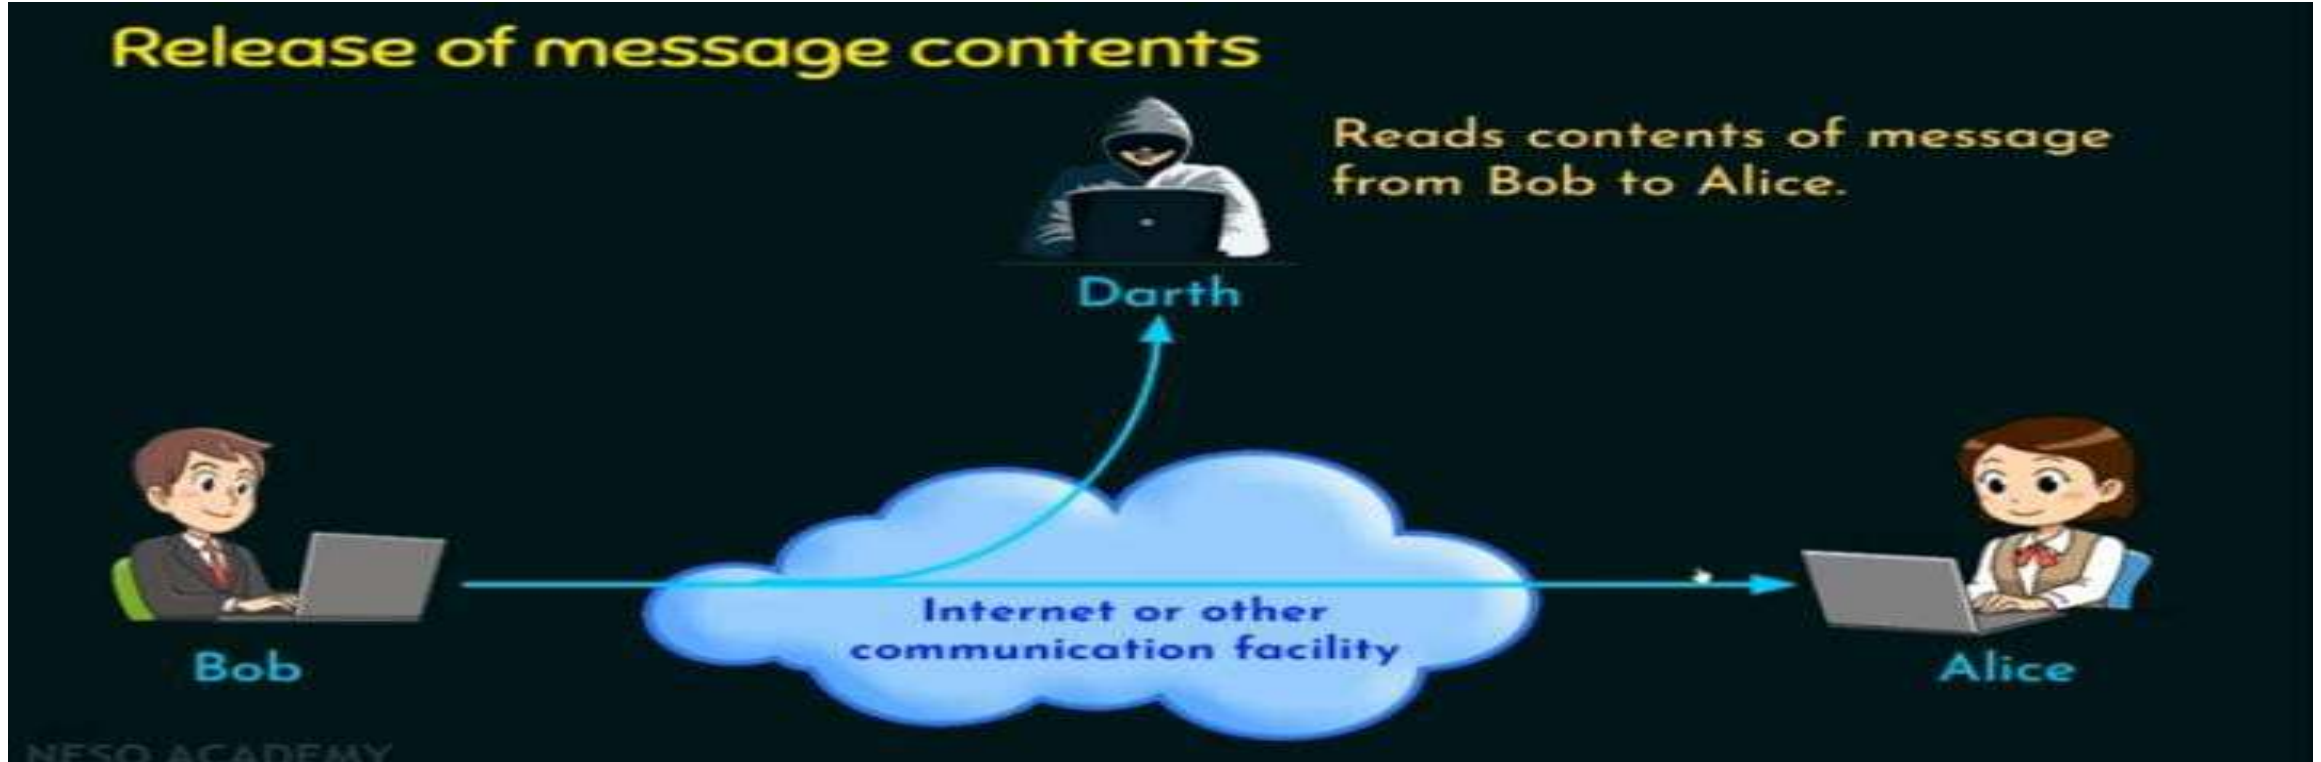 Release of message contents
Reads contents of message
from Bob to Alice.
Darth
Internet or other
communication facility
Bob
Alice
NESO ACADEMY